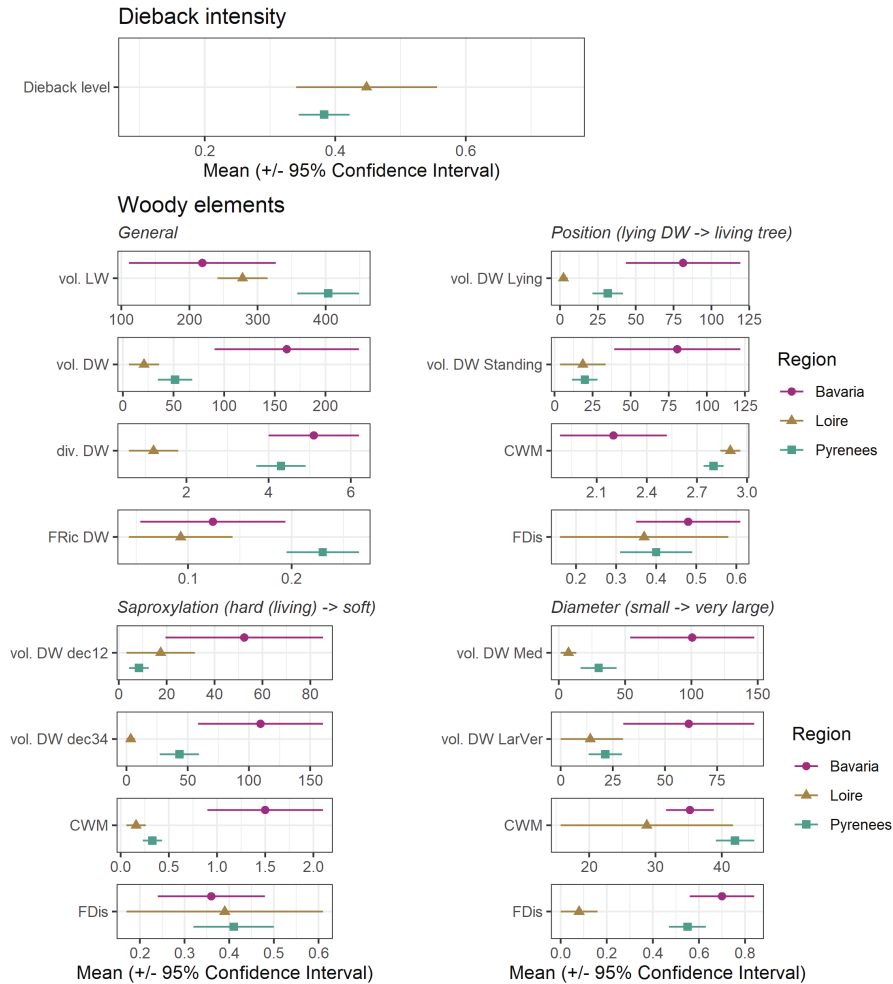 Dieback intensity
Dieback level
0.2 0.4 0.6
Mean (+/- 95% Confidence Interval)
Woody elements
General
vol. LW
100 200 300 400
vol. DW
0 50 100 150 200
div. DW
2 4 6
FRic DW
0.1 0.2
Position (lying DW -> living tree)
vol. DW Lying
0 25 50 75 100 125
vol. DW Standing
0 25 50 75 100 125
CWM
2.1 2.4 2.7 3.0
FDis
0.2 0.3 0.4 0.5 0.6
Region
Bavaria
Loire
Pyrenees
Saproxylation (hard (living) -> soft)
vol. DW dec12
0 20 40 60 80
vol. DW dec34
0 50 100 150
CWM
0.0 0.5 1.0 1.5 2.0
FDis
0.2 0.3 0.4 0.5 0.6
Mean (+/- 95% Confidence Interval)
Diameter (small -> very large)
vol. DW Med
0 50 100 150
vol. DW LarVer
0 25 50 75
CWM
20 30 40
FDis
0.0 0.2 0.4 0.6 0.8
Mean (+/- 95% Confidence Interval)
Region
Bavaria
Loire
Pyrenees